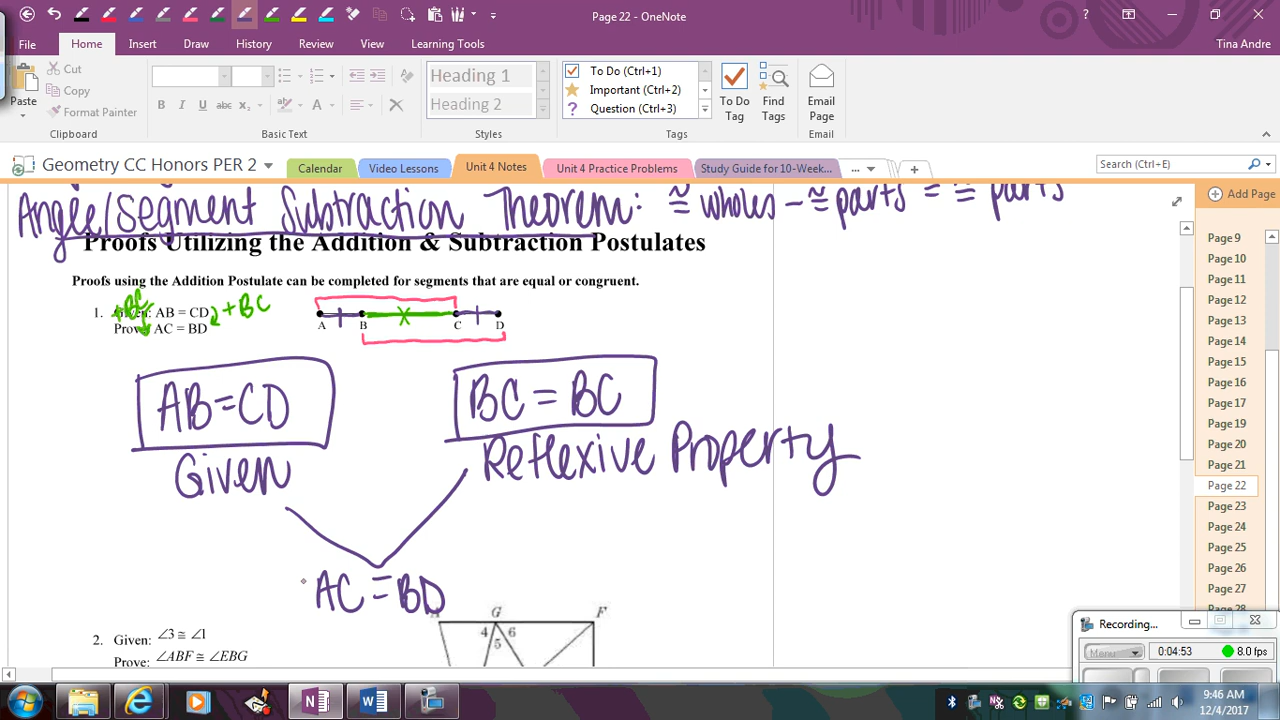 Page 22 - OneNote
?
File
Home
Insert
Draw
History
Review
View
Learning Tools
Tina Andre
Paste
Cut
Copy
Format Painter
B I U abc x₂ A
Heading 1
Heading 2
To Do (Ctrl+1)
Important (Ctrl+2)
? Question (Ctrl+3)
To Do
Tag
Find
Tags
Email
Page
Clipboard
Basic Text
Styles
Tags
Email
Geometry CC Honors PER 2
Calendar
Video Lessons
Unit 4 Notes
Unit 4 Practice Problems
Study Guide for 10-Week...
...
Search (Ctrl+E)
Angle/Segment Subtraction Theorem: ≅ wholes - ≅ parts = ≅ parts
Proofs Utilizing the Addition & Subtraction Postulates
Proofs using the Addition Postulate can be completed for segments that are equal or congruent.
+BC
1. Given: AB = CD
+BC
Prove: AC = BD
A B C D
AB=CD
Given
BC = BC
Reflexive Property
AC = BD
2. Given: ∠3 ≅ ∠1
Prove: ∠ABF ≅ ∠EBG
G F
4 6
5
Add Page
Page 9
Page 10
Page 11
Page 12
Page 13
Page 14
Page 15
Page 16
Page 17
Page 19
Page 20
Page 21
Page 22
Page 23
Page 24
Page 25
Page 26
Page 27
Page 28
Recording...
Menu
0:04:53
8.0 fps
9:46 AM
12/4/2017